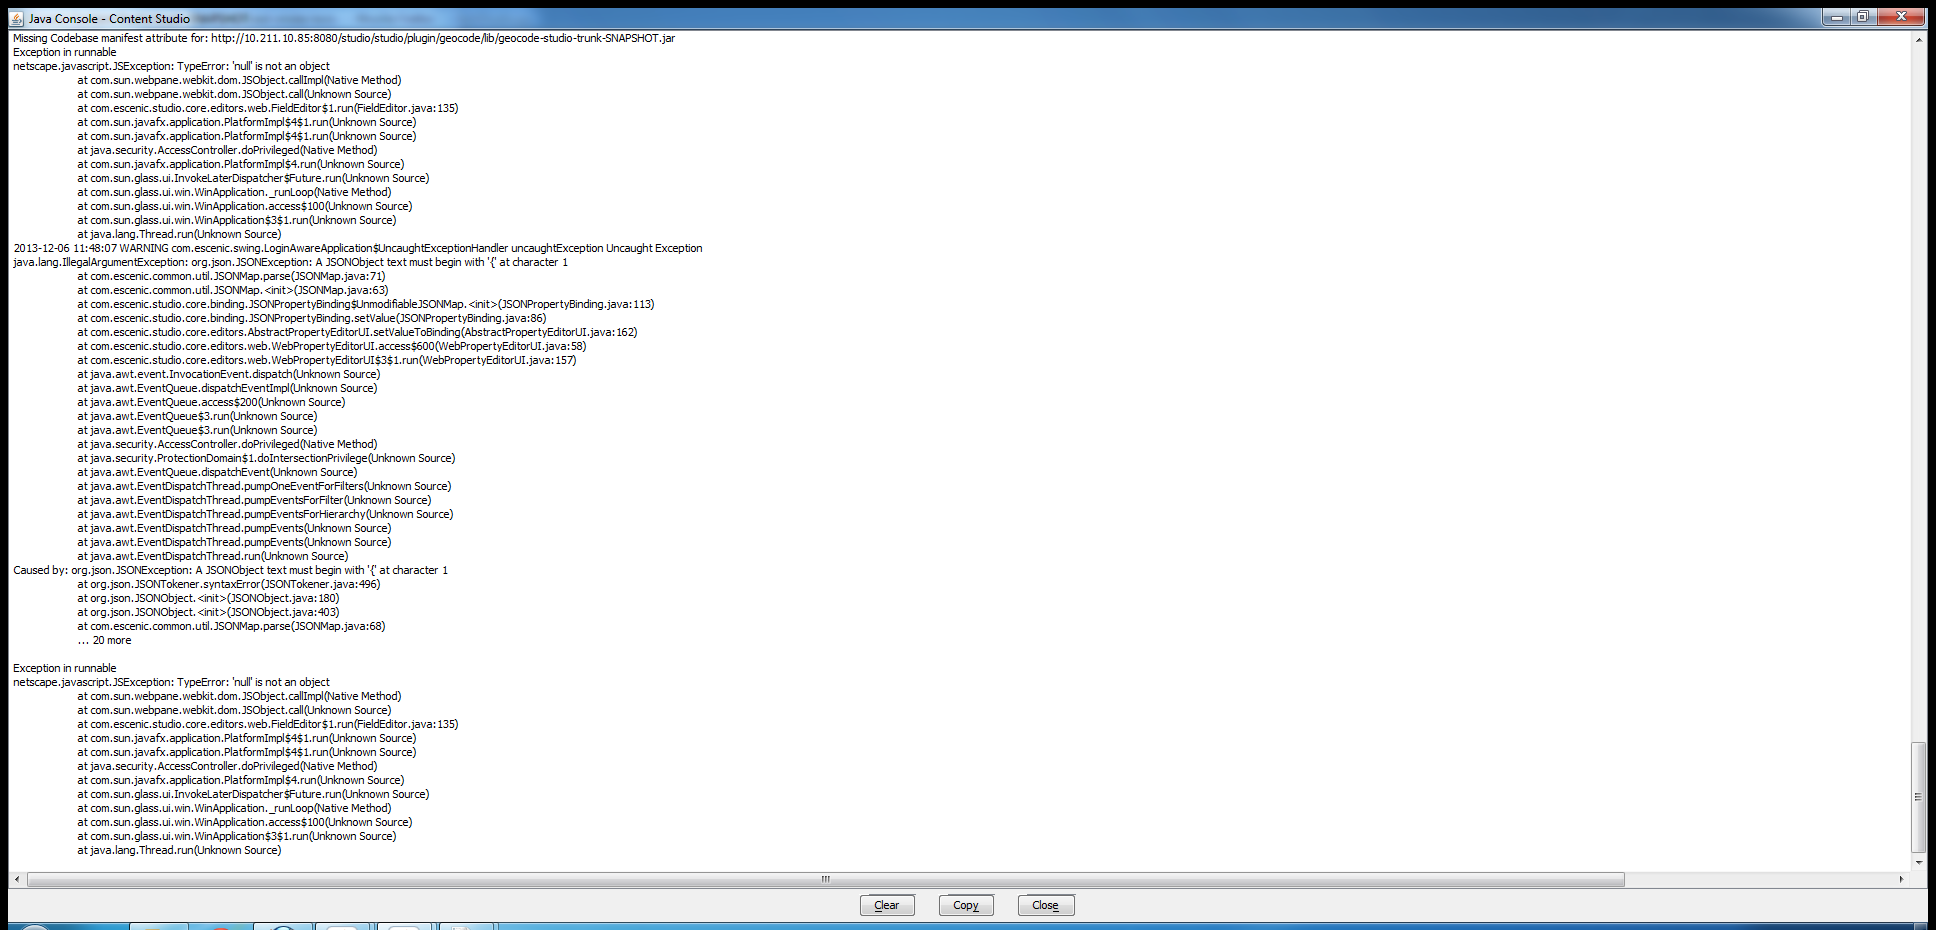 Java Console - Content Studio
Missing Codebase manifest attribute for: http://10.211.10.85:8080/studio/studio/plugin/geocode/lib/geocode-studio-trunk-SNAPSHOT.jar
Exception in runnable
netscape.javascript.JSException: TypeError: 'null' is not an object
at com.sun.webpane.webkit.dom.JSObject.callImpl(Native Method)
at com.sun.webpane.webkit.dom.JSObject.call(Unknown Source)
at com.escenic.studio.core.editors.web.FieldEditor$1.run(FieldEditor.java:135)
at com.sun.javafx.application.PlatformImpl$4$1.run(Unknown Source)
at com.sun.javafx.application.PlatformImpl$4$1.run(Unknown Source)
at java.security.AccessController.doPrivileged(Native Method)
at com.sun.javafx.application.PlatformImpl$4.run(Unknown Source)
at com.sun.glass.ui.InvokeLaterDispatcher$Future.run(Unknown Source)
at com.sun.glass.ui.win.WinApplication._runLoop(Native Method)
at com.sun.glass.ui.win.WinApplication.access$100(Unknown Source)
at com.sun.glass.ui.win.WinApplication$3$1.run(Unknown Source)
at java.lang.Thread.run(Unknown Source)
2013-12-06 11:48:07 WARNING com.escenic.swing.LoginAwareApplication$UncaughtExceptionHandler uncaughtException Uncaught Exception
java.lang.IllegalArgumentException: org.json.JSONException: A JSONObject text must begin with '{' at character 1
at com.escenic.common.util.JSONMap.parse(JSONMap.java:71)
at com.escenic.common.util.JSONMap.<init>(JSONMap.java:63)
at com.escenic.studio.core.binding.JSONPropertyBinding$UnmodifiableJSONMap.<init>(JSONPropertyBinding.java:113)
at com.escenic.studio.core.binding.JSONPropertyBinding.setValue(JSONPropertyBinding.java:86)
at com.escenic.studio.core.editors.AbstractPropertyEditorUI.setValueToBinding(AbstractPropertyEditorUI.java:162)
at com.escenic.studio.core.editors.web.WebPropertyEditorUI.access$600(WebPropertyEditorUI.java:58)
at com.escenic.studio.core.editors.web.WebPropertyEditorUI$3$1.run(WebPropertyEditorUI.java:157)
at java.awt.event.InvocationEvent.dispatch(Unknown Source)
at java.awt.EventQueue.dispatchEventImpl(Unknown Source)
at java.awt.EventQueue.access$200(Unknown Source)
at java.awt.EventQueue$3.run(Unknown Source)
at java.awt.EventQueue$3.run(Unknown Source)
at java.security.AccessController.doPrivileged(Native Method)
at java.security.ProtectionDomain$1.doIntersectionPrivilege(Unknown Source)
at java.awt.EventQueue.dispatchEvent(Unknown Source)
at java.awt.EventDispatchThread.pumpOneEventForFilters(Unknown Source)
at java.awt.EventDispatchThread.pumpEventsForFilter(Unknown Source)
at java.awt.EventDispatchThread.pumpEventsForHierarchy(Unknown Source)
at java.awt.EventDispatchThread.pumpEvents(Unknown Source)
at java.awt.EventDispatchThread.pumpEvents(Unknown Source)
at java.awt.EventDispatchThread.run(Unknown Source)
Caused by: org.json.JSONException: A JSONObject text must begin with '{' at character 1
at org.json.JSONTokener.syntaxError(JSONTokener.java:496)
at org.json.JSONObject.<init>(JSONObject.java:180)
at org.json.JSONObject.<init>(JSONObject.java:403)
at com.escenic.common.util.JSONMap.parse(JSONMap.java:68)
... 20 more
Exception in runnable
netscape.javascript.JSException: TypeError: 'null' is not an object
at com.sun.webpane.webkit.dom.JSObject.callImpl(Native Method)
at com.sun.webpane.webkit.dom.JSObject.call(Unknown Source)
at com.escenic.studio.core.editors.web.FieldEditor$1.run(FieldEditor.java:135)
at com.sun.javafx.application.PlatformImpl$4$1.run(Unknown Source)
at com.sun.javafx.application.PlatformImpl$4$1.run(Unknown Source)
at java.security.AccessController.doPrivileged(Native Method)
at com.sun.javafx.application.PlatformImpl$4.run(Unknown Source)
at com.sun.glass.ui.InvokeLaterDispatcher$Future.run(Unknown Source)
at com.sun.glass.ui.win.WinApplication._runLoop(Native Method)
at com.sun.glass.ui.win.WinApplication.access$100(Unknown Source)
at com.sun.glass.ui.win.WinApplication$3$1.run(Unknown Source)
at java.lang.Thread.run(Unknown Source)
Clear Copy Close